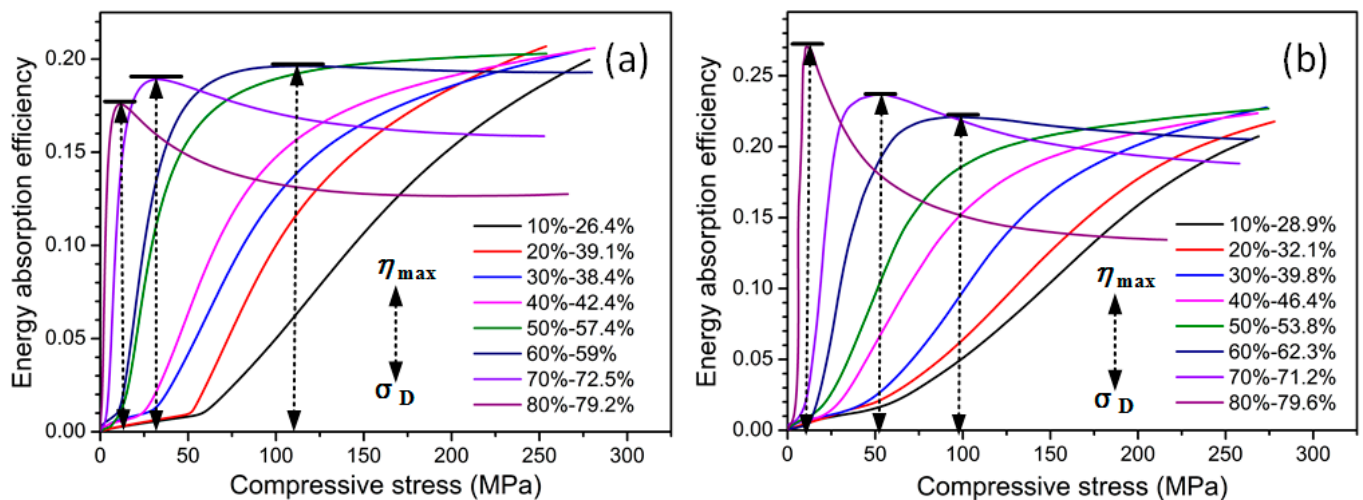 (a)
Energy absorption efficiency
0.20
0.15
0.10
0.05
0.00
10%-26.4%
20%-39.1%
30%-38.4%
40%-42.4%
50%-57.4%
60%-59%
70%-72.5%
80%-79.2%
ηmax
σD
0 50 100 150 200 250 300
Compressive stress (MPa)
(b)
Energy absorption efficiency
0.25
0.20
0.15
0.10
0.05
0.00
10%-28.9%
20%-32.1%
30%-39.8%
40%-46.4%
50%-53.8%
60%-62.3%
70%-71.2%
80%-79.6%
ηmax
σD
0 50 100 150 200 250 300
Compressive stress (MPa)